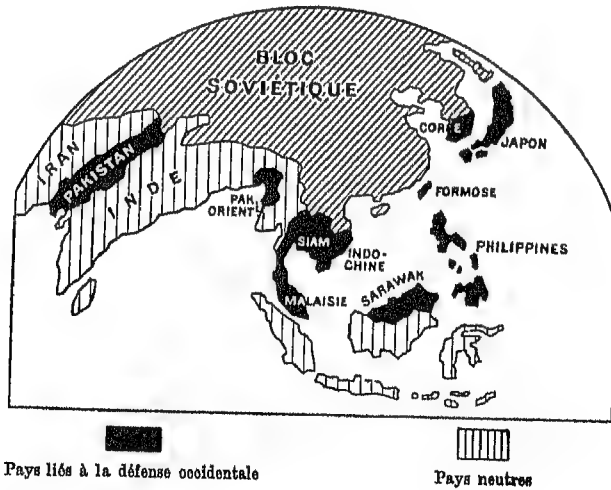 BLOC
SOVIÉTIQUE
CORÉE
JAPON
IRAN
PAKISTAN
INDE
PAK.
ORIENT!
FORMOSE
SIAM
INDO-
CHINE
PHILIPPINES
MALAISIE
SARAWAK
Pays liés à la défense occidentale
Pays neutres